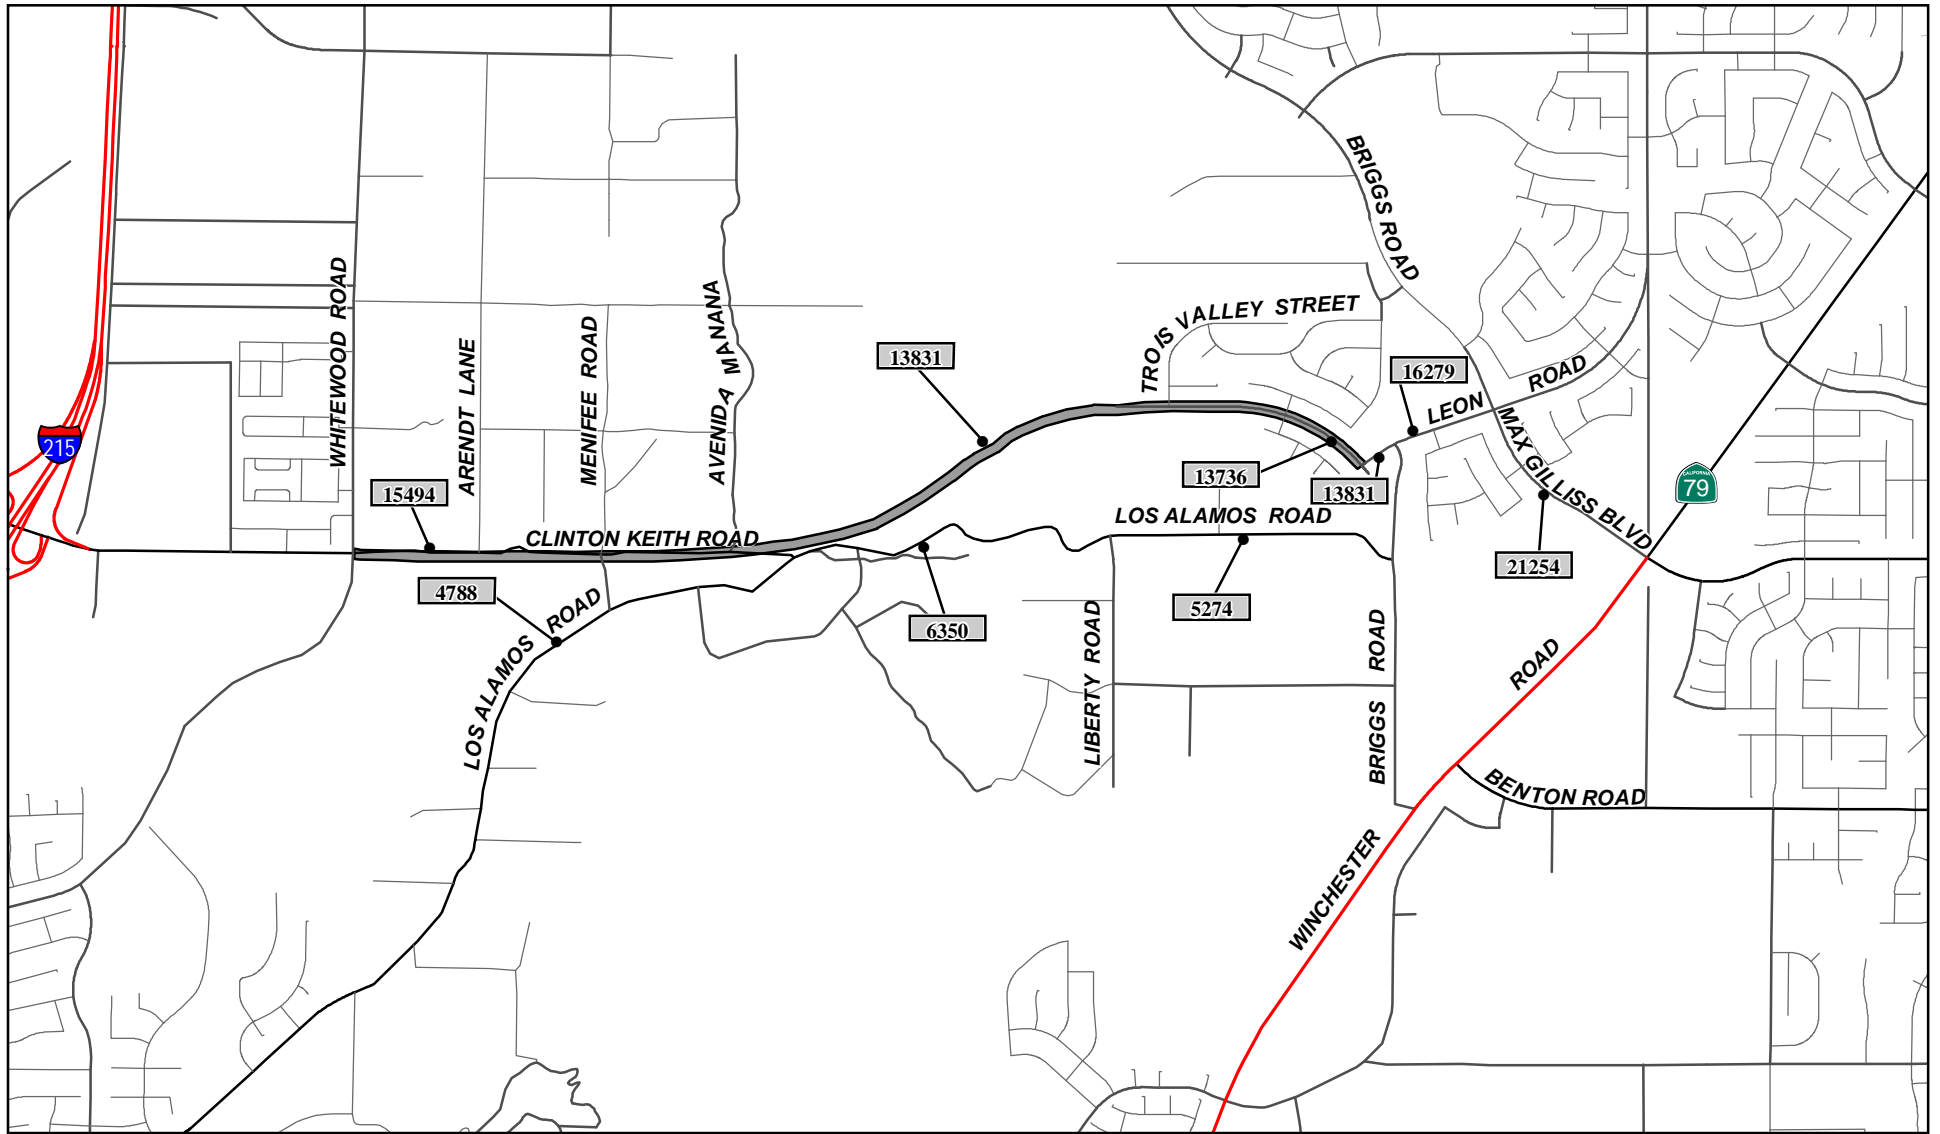 BRIGGS ROAD
WHITEWOOD ROAD
AVENIDA MANANA
TROIS VALLEY STREET
ARENDT LANE
MENIFEE ROAD
13831
16279
LEON ROAD
MAX GILLISS BLVD
215
15494
13736
13831
CALIFORNIA
79
CLINTON KEITH ROAD
LOS ALAMOS ROAD
21254
4788
6350
5274
LOS ALAMOS ROAD
LIBERTY ROAD
BRIGGS ROAD
WINCHESTER ROAD
BENTON ROAD